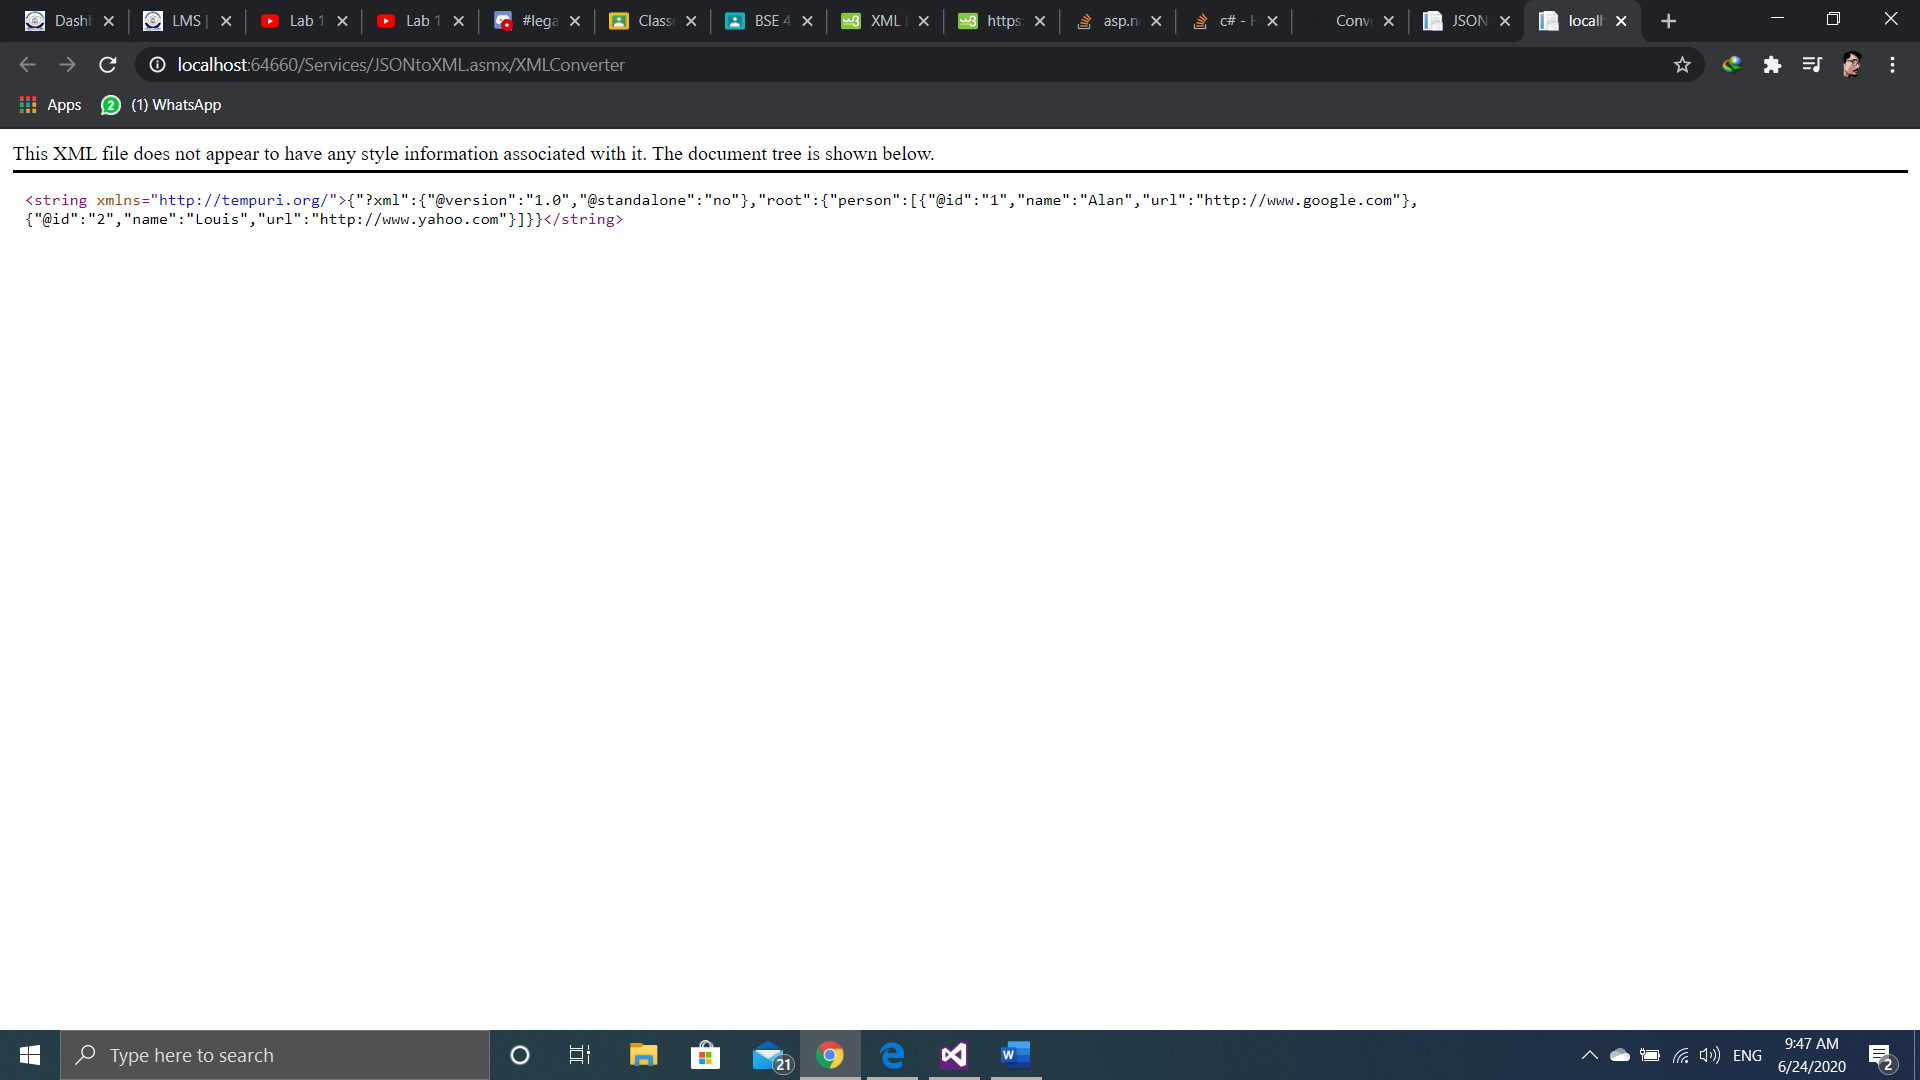 Dash
LMS |
Lab 1
Lab 1
#lega
Class
BSE 4
XML
https:
asp.n
c# - H
Conv
JSON
localh
localhost:64660/Services/JSONtoXML.asmx/XMLConverter
Apps
2
(1) WhatsApp
This XML file does not appear to have any style information associated with it. The document tree is shown below.
<string xmlns="http://tempuri.org/">{"?xml":{"@version":"1.0","@standalone":"no"},"root":{"person":[{"@id":"1","name":"Alan","url":"http://www.google.com"},
{"@id":"2","name":"Louis","url":"http://www.yahoo.com"}]}}</string>
Type here to search
21
ENG
9:47 AM
6/24/2020
2